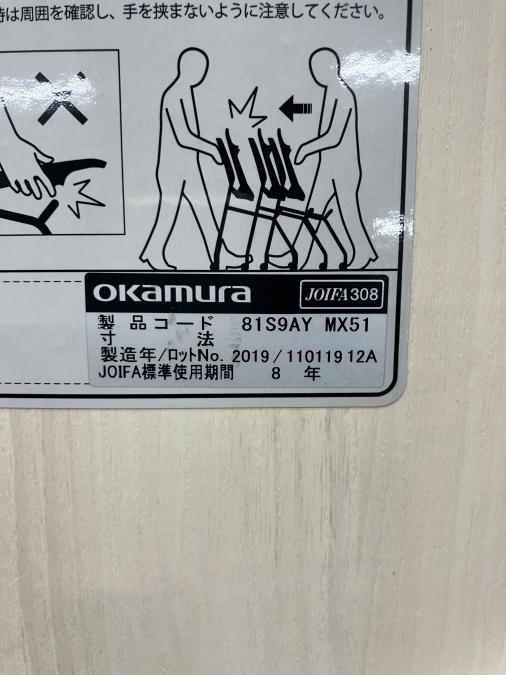 時は周囲を確認し、手を挟まないように注意してください。
okamura
JOIFA308
製品コード 81S9AY MX51
寸法
製造年/ロットNo. 2019/11011912A
JOIFA標準使用期間 8 年